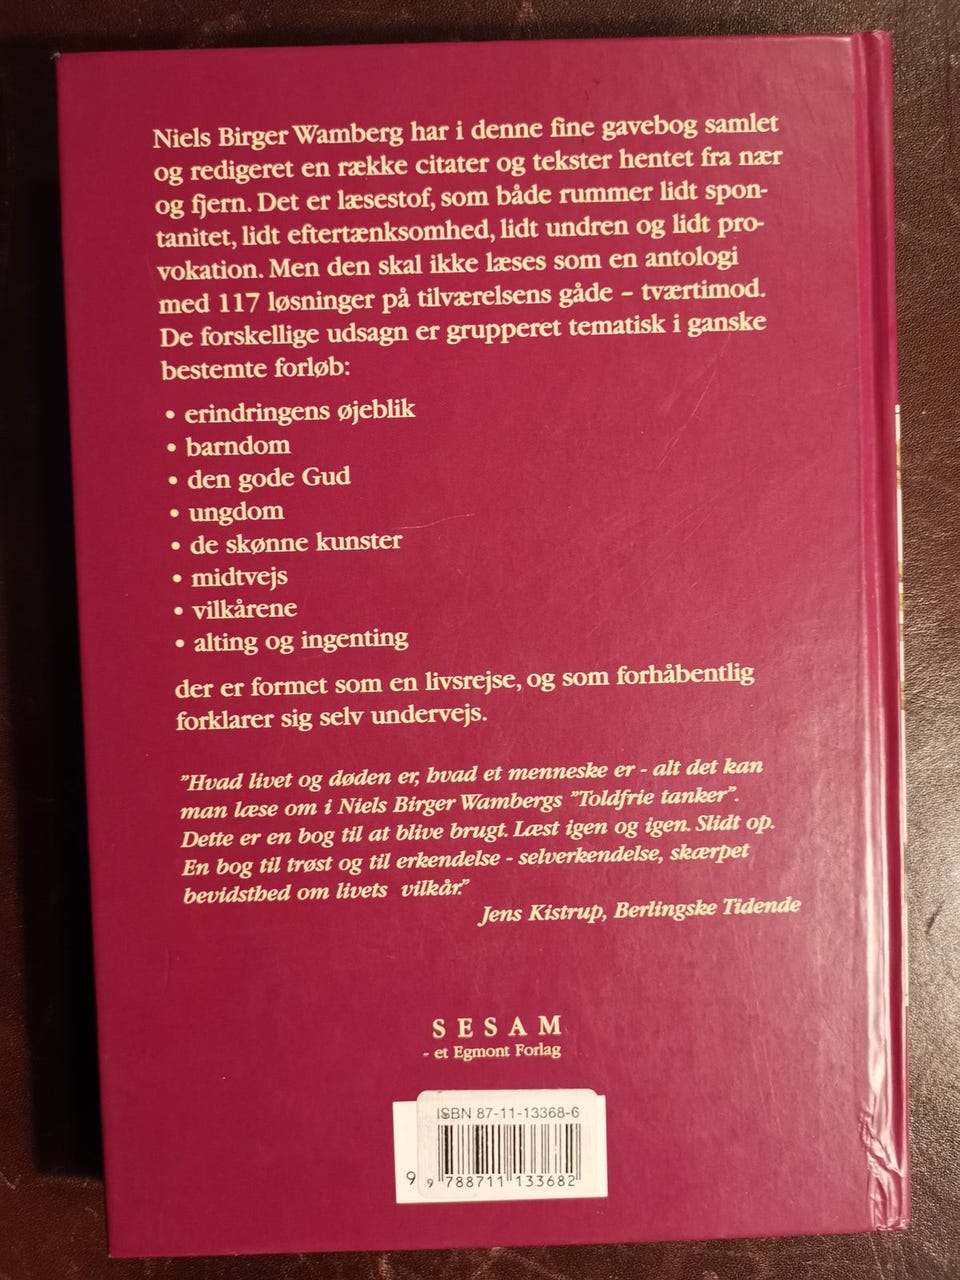 Niels Birger Wamberg har i denne fine gavebog samlet
og redigeret en række citater og tekster hentet fra nær
og fjern. Det er læsestof, som både rummer lidt spon-
tanitet, lidt eftertænksomhed, lidt undren og lidt pro-
vokation. Men den skal ikke læses som en antologi
med 117 løsninger på tilværelsens gåde – tværtimod.
De forskellige udsagn er grupperet tematisk i ganske
bestemte forløb:
• erindringens øjeblik
• barndom
• den gode Gud
• ungdom
• de skønne kunster
• midtvejs
• vilkårene
• alting og ingenting
der er formet som en livsrejse, og som forhåbentlig
forklarer sig selv undervejs.
"Hvad livet og døden er, hvad et menneske er - alt det kan
man læse om i Niels Birger Wambergs "Toldfrie tanker".
Dette er en bog til at blive brugt. Læst igen og igen. Slidt op.
En bog til trøst og til erkendelse - selverkendelse, skærpet
bevidsthed om livets vilkår."
Jens Kistrup, Berlingske Tidende
SESAM
- et Egmont Forlag
ISBN 87-11-13368-6
9 9 788711 133682